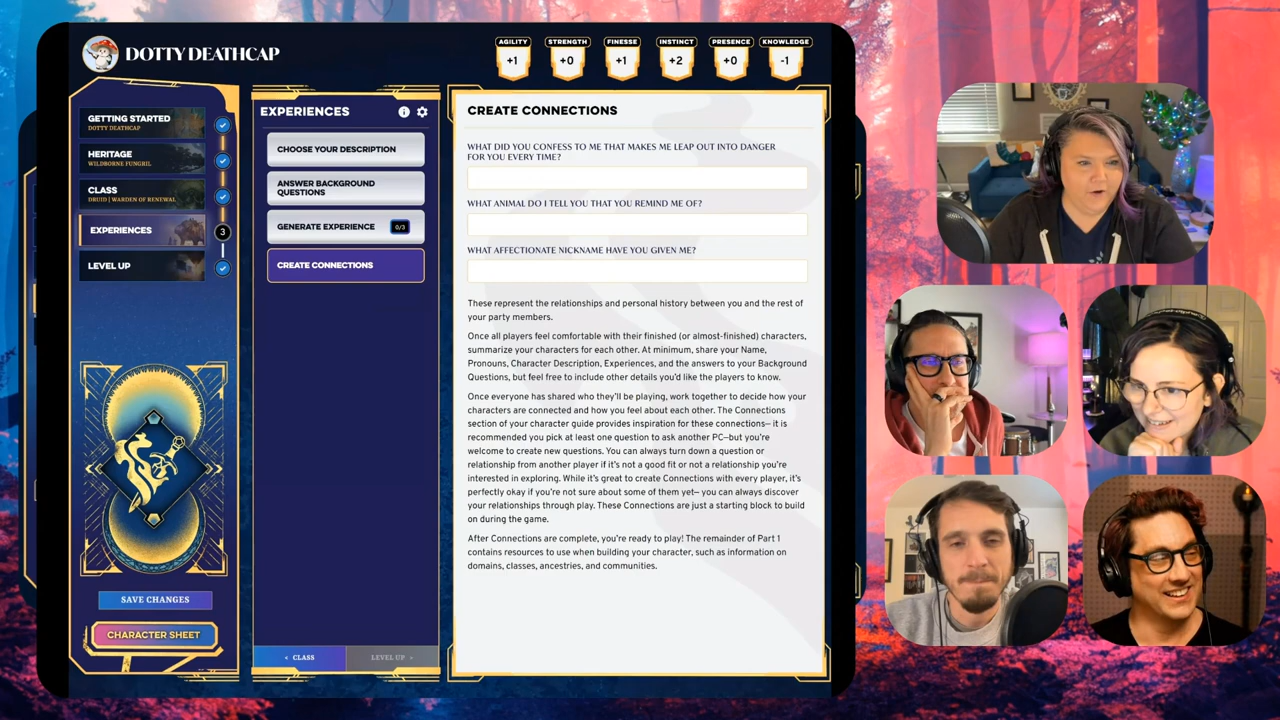 DOTTY DEATHCAP
AGILITY
+1
STRENGTH
+0
FINESSE
+1
INSTINCT
+2
PRESENCE
+0
KNOWLEDGE
-1
GETTING STARTED
DOTTY DEATHCAP
HERITAGE
WILDBORNE FUNGRIL
CLASS
DRUID | WARDEN OF RENEWAL
EXPERIENCES
3
LEVEL UP
SAVE CHANGES
CHARACTER SHEET
EXPERIENCES
CHOOSE YOUR DESCRIPTION
ANSWER BACKGROUND
QUESTIONS
GENERATE EXPERIENCE 0/3
CREATE CONNECTIONS
< CLASS
LEVEL UP >
CREATE CONNECTIONS
WHAT DID YOU CONFESS TO ME THAT MAKES ME LEAP OUT INTO DANGER
FOR YOU EVERY TIME?
WHAT ANIMAL DO I TELL YOU THAT YOU REMIND ME OF?
WHAT AFFECTIONATE NICKNAME HAVE YOU GIVEN ME?
These represent the relationships and personal history between you and the rest of
your party members.
Once all players feel comfortable with their finished (or almost-finished) characters,
summarize your characters for each other. At minimum, share your Name,
Pronouns, Character Description, Experiences, and the answers to your Background
Questions, but feel free to include other details you'd like the players to know.
Once everyone has shared who they'll be playing, work together to decide how your
characters are connected and how you feel about each other. The Connections
section of your character guide provides inspiration for these connections— it is
recommended you pick at least one question to ask another PC—but you're
welcome to create new questions. You can always turn down a question or
relationship from another player if it's not a good fit or not a relationship you're
interested in exploring. While it's great to create Connections with every player, it's
perfectly okay if you're not sure about some of them yet— you can always discover
your relationships through play. These Connections are just a starting block to build
on during the game.
After Connections are complete, you're ready to play! The remainder of Part 1
contains resources to use when building your character, such as information on
domains, classes, ancestries, and communities.